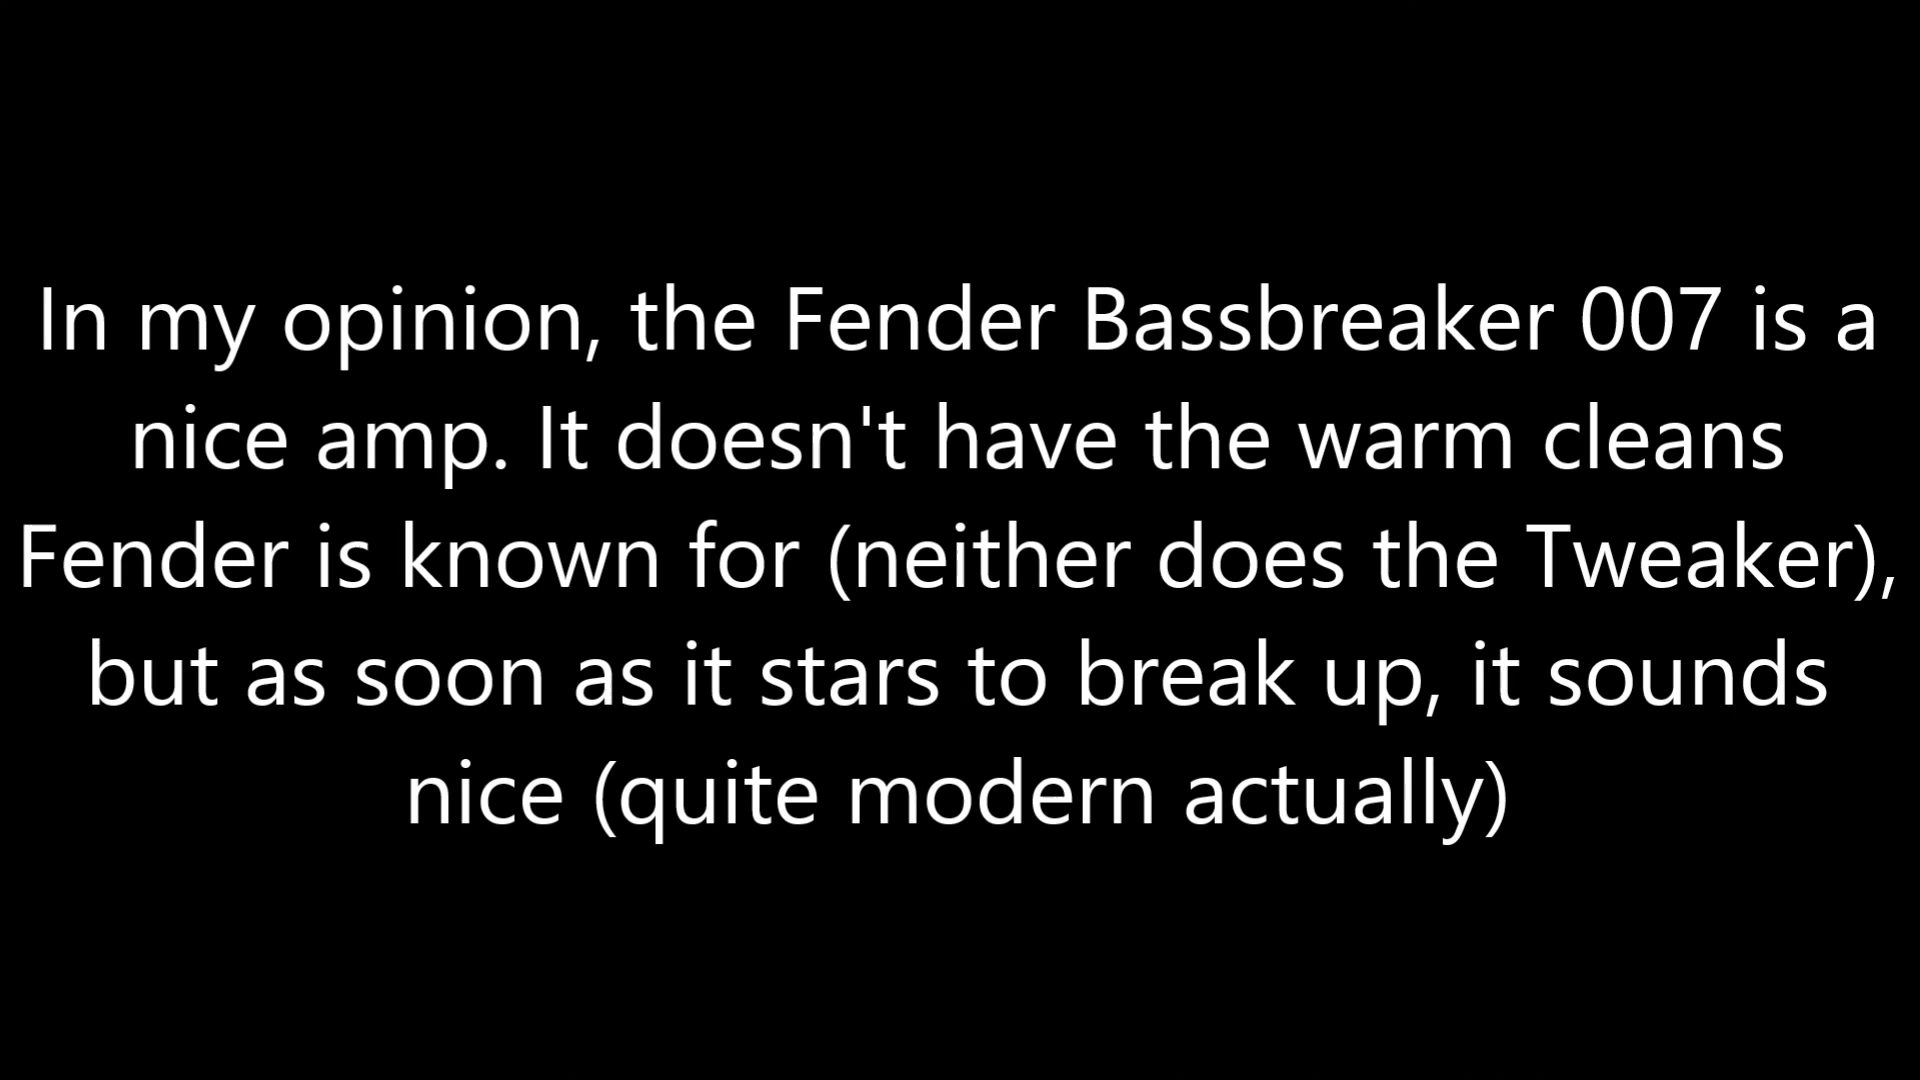 In my opinion, the Fender Bassbreaker 007 is a
nice amp. It doesn't have the warm cleans
Fender is known for (neither does the Tweaker),
but as soon as it stars to break up, it sounds
nice (quite modern actually)